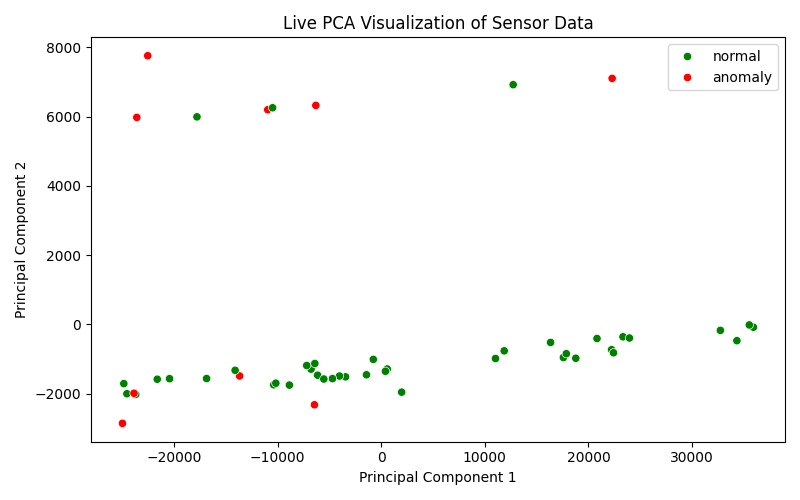 Live PCA Visualization of Sensor Data
normal
anomaly
8000
6000
4000
2000
0
−2000
Principal Component 2
−20000 −10000 0 10000 20000 30000
Principal Component 1